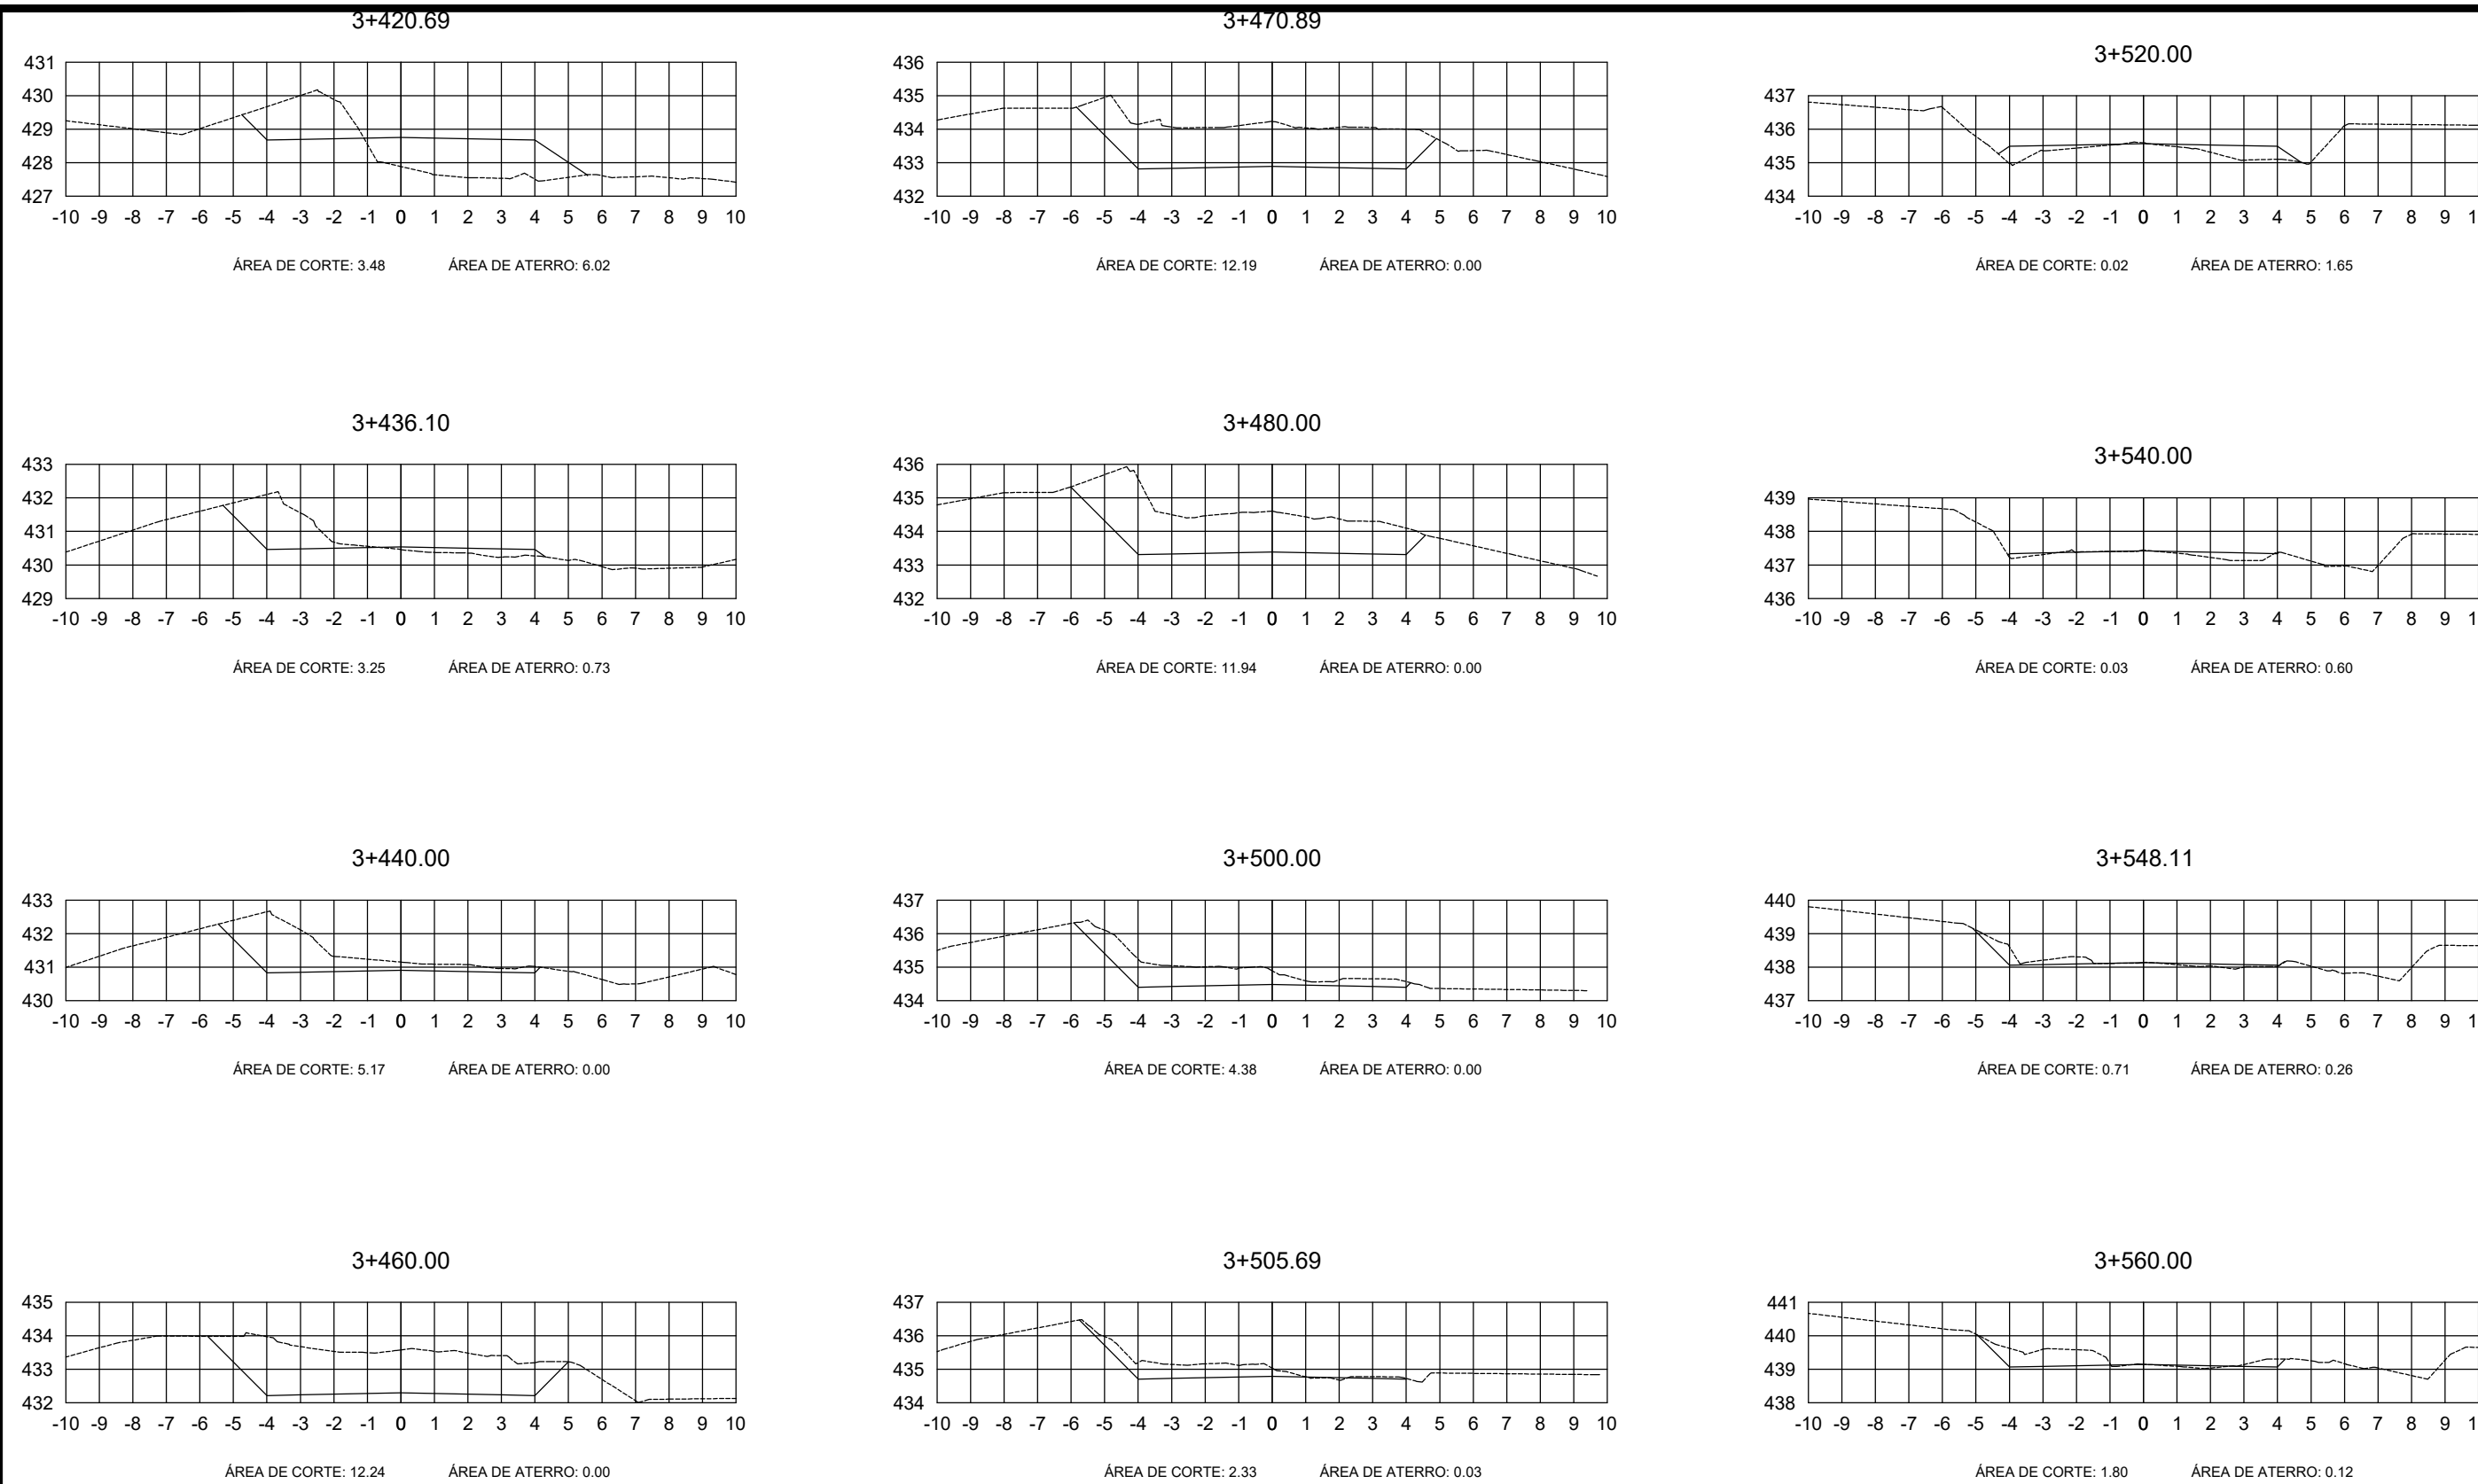 3+420.69
431
430
429
428
427
-10 -9 -8 -7 -6 -5 -4 -3 -2 -1 0 1 2 3 4 5 6 7 8 9 10
ÁREA DE CORTE: 3.48 ÁREA DE ATERRO: 6.02
3+436.10
433
432
431
430
429
-10 -9 -8 -7 -6 -5 -4 -3 -2 -1 0 1 2 3 4 5 6 7 8 9 10
ÁREA DE CORTE: 3.25 ÁREA DE ATERRO: 0.73
3+440.00
433
432
431
430
-10 -9 -8 -7 -6 -5 -4 -3 -2 -1 0 1 2 3 4 5 6 7 8 9 10
ÁREA DE CORTE: 5.17 ÁREA DE ATERRO: 0.00
3+460.00
435
434
433
432
-10 -9 -8 -7 -6 -5 -4 -3 -2 -1 0 1 2 3 4 5 6 7 8 9 10
ÁREA DE CORTE: 12.24 ÁREA DE ATERRO: 0.00
3+470.89
436
435
434
433
432
-10 -9 -8 -7 -6 -5 -4 -3 -2 -1 0 1 2 3 4 5 6 7 8 9 10
ÁREA DE CORTE: 12.19 ÁREA DE ATERRO: 0.00
3+480.00
436
435
434
433
432
-10 -9 -8 -7 -6 -5 -4 -3 -2 -1 0 1 2 3 4 5 6 7 8 9 10
ÁREA DE CORTE: 11.94 ÁREA DE ATERRO: 0.00
3+500.00
437
436
435
434
-10 -9 -8 -7 -6 -5 -4 -3 -2 -1 0 1 2 3 4 5 6 7 8 9 10
ÁREA DE CORTE: 4.38 ÁREA DE ATERRO: 0.00
3+505.69
437
436
435
434
-10 -9 -8 -7 -6 -5 -4 -3 -2 -1 0 1 2 3 4 5 6 7 8 9 10
ÁREA DE CORTE: 2.33 ÁREA DE ATERRO: 0.03
3+520.00
437
436
435
434
-10 -9 -8 -7 -6 -5 -4 -3 -2 -1 0 1 2 3 4 5 6 7 8 9 1
ÁREA DE CORTE: 0.02 ÁREA DE ATERRO: 1.65
3+540.00
439
438
437
436
-10 -9 -8 -7 -6 -5 -4 -3 -2 -1 0 1 2 3 4 5 6 7 8 9 1
ÁREA DE CORTE: 0.03 ÁREA DE ATERRO: 0.60
3+548.11
440
439
438
437
-10 -9 -8 -7 -6 -5 -4 -3 -2 -1 0 1 2 3 4 5 6 7 8 9 1
ÁREA DE CORTE: 0.71 ÁREA DE ATERRO: 0.26
3+560.00
441
440
439
438
-10 -9 -8 -7 -6 -5 -4 -3 -2 -1 0 1 2 3 4 5 6 7 8 9 1
ÁREA DE CORTE: 1.80 ÁREA DE ATERRO: 0.12